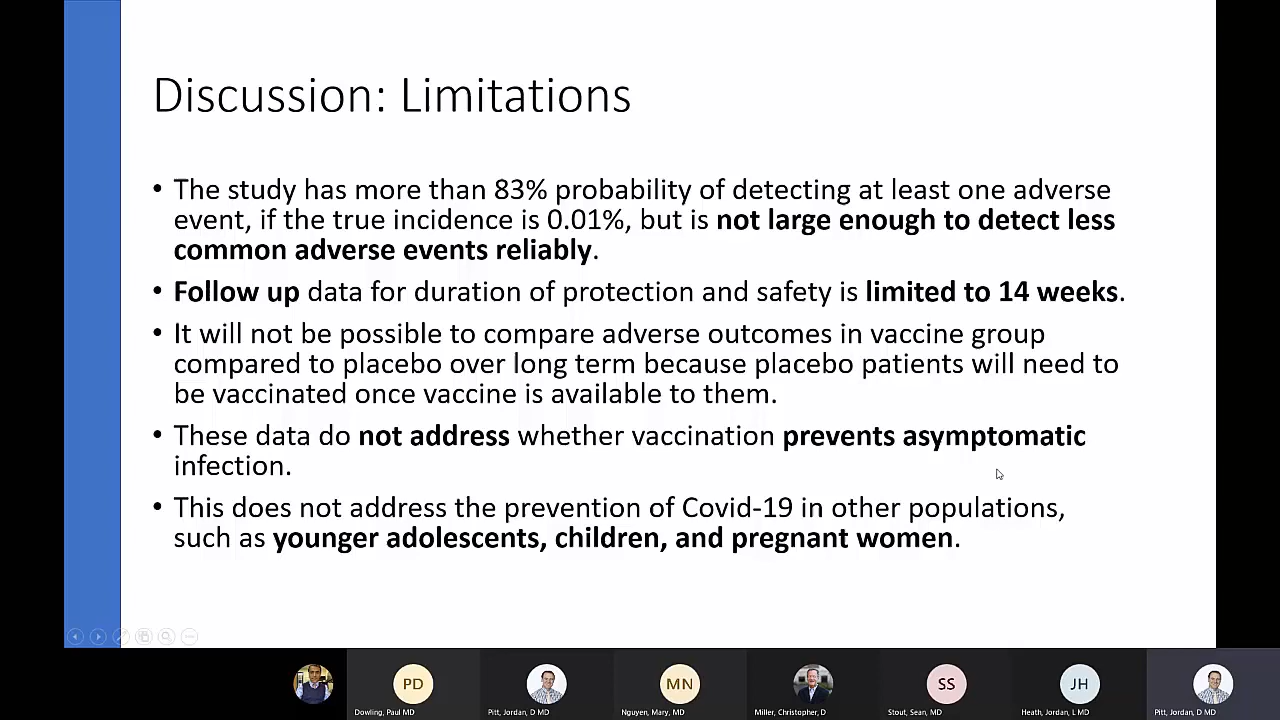 Discussion: Limitations
• The study has more than 83% probability of detecting at least one adverse
event, if the true incidence is 0.01%, but is not large enough to detect less
common adverse events reliably.
• Follow up data for duration of protection and safety is limited to 14 weeks.
• It will not be possible to compare adverse outcomes in vaccine group
compared to placebo over long term because placebo patients will need to
be vaccinated once vaccine is available to them.
• These data do not address whether vaccination prevents asymptomatic
infection.
• This does not address the prevention of Covid-19 in other populations,
such as younger adolescents, children, and pregnant women.
PD
MN
SS
JH
Dowling, Paul MD
Pitt, Jordan, D MD
Nguyen, Mary, MD
Miller, Christopher, D
Stout, Sean, MD
Heath, Jordan, L MD
Pitt, Jordan, D MD